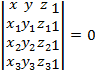 | x y z 1 |
| x₁ y₁ z₁ 1 |
| x₂ y₂ z₂ 1 | = 0
| x₃ y₃ z₃ 1 |